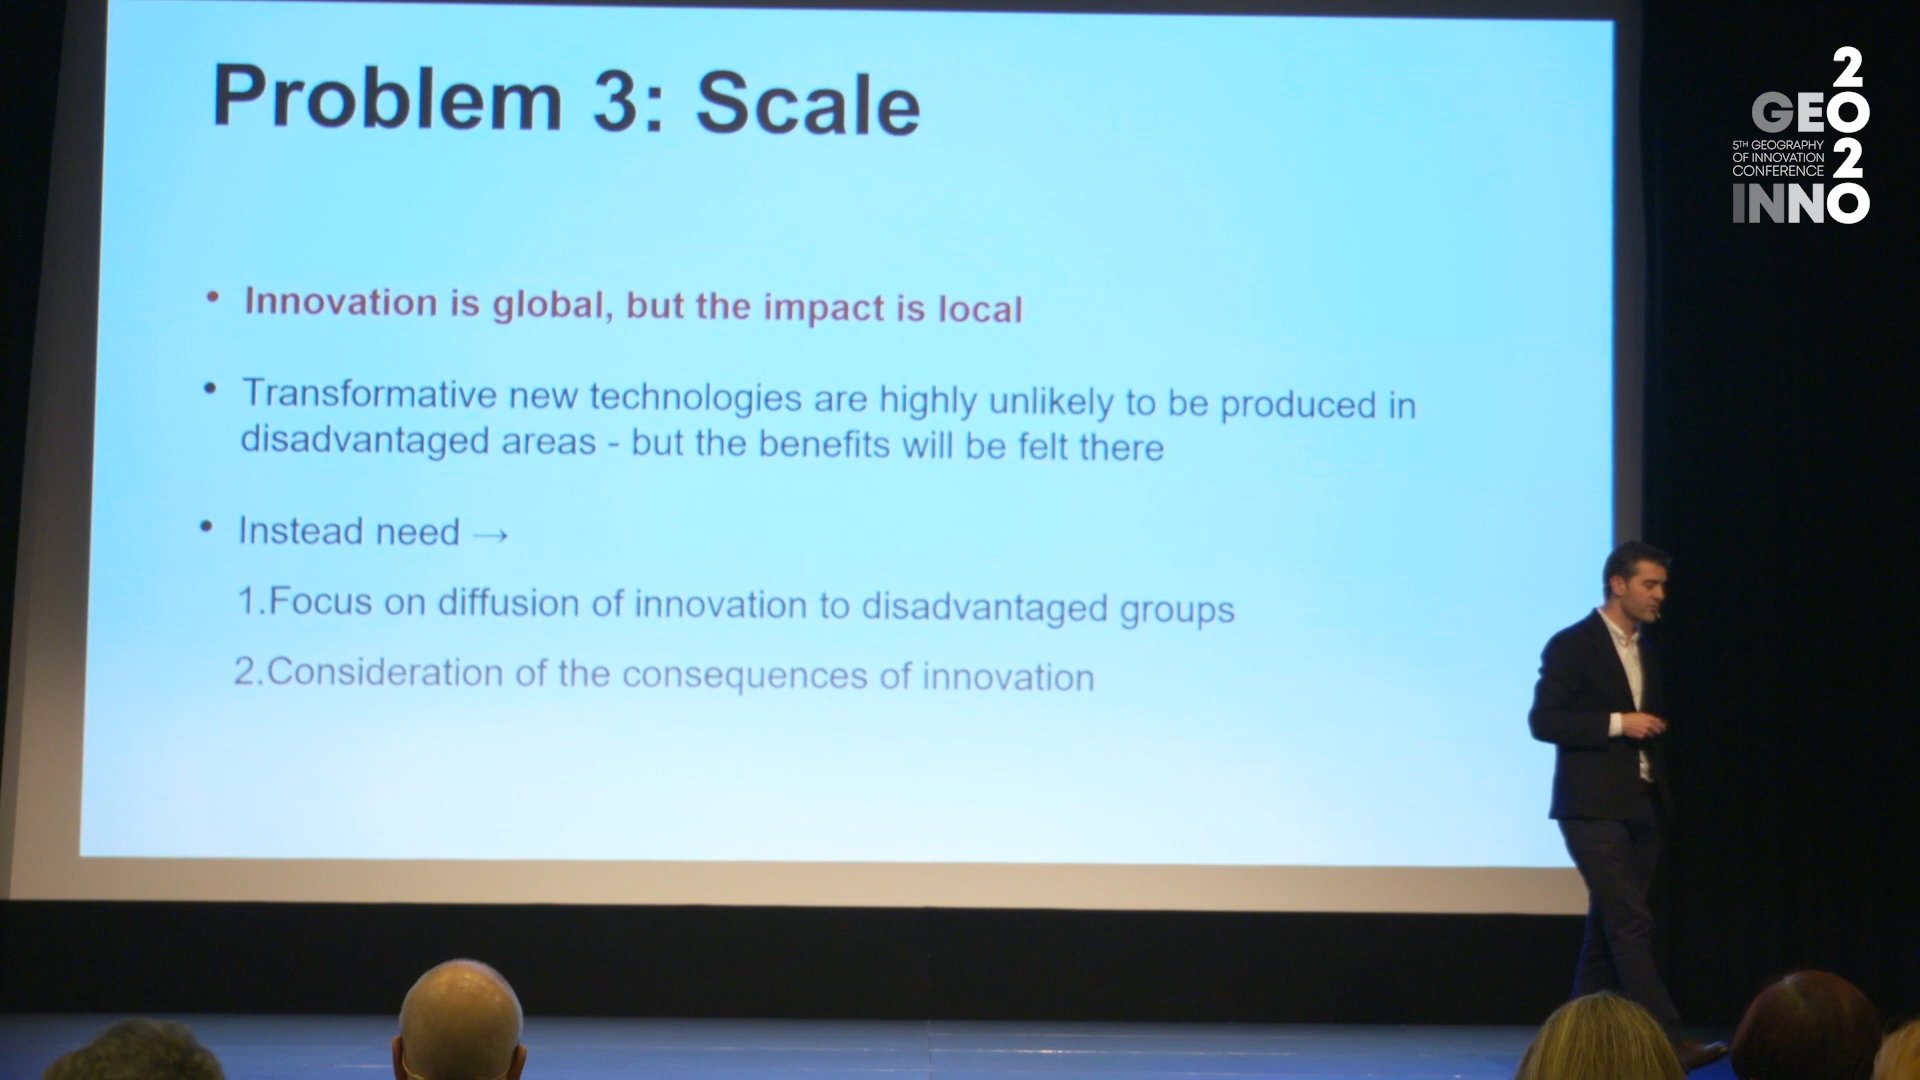 Problem 3: Scale
• Innovation is global, but the impact is local
• Transformative new technologies are highly unlikely to be produced in
disadvantaged areas - but the benefits will be felt there
• Instead need →
1.Focus on diffusion of innovation to disadvantaged groups
2.Consideration of the consequences of innovation
2
GEO
5TH GEOGRAPHY
OF INNOVATION
CONFERENCE
2
INNO